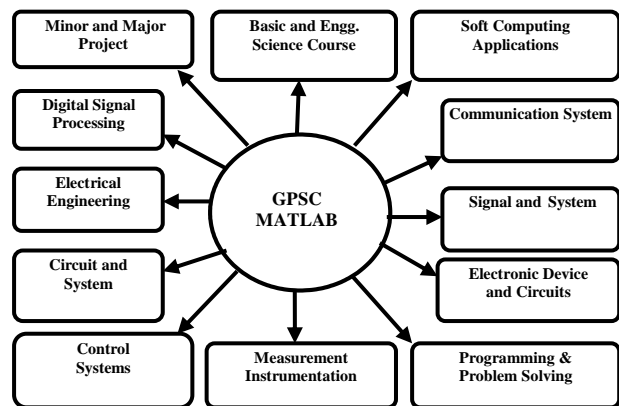 Minor and Major
Project
Basic and Engg.
Science Course
Soft Computing
Applications
Digital Signal
Processing
Communication System
Electrical
Engineering
GPSC
MATLAB
Signal and System
Circuit and
System
Electronic Device
and Circuits
Control
Systems
Measurement
Instrumentation
Programming &
Problem Solving